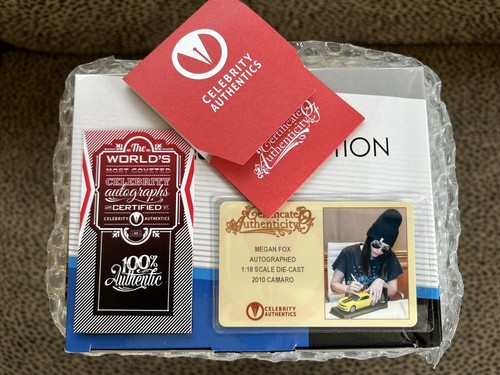 CELEBRITY
AUTHENTICS
Certificate of
Authenticity
TION
The
WORLD'S
MOST COVETED
CELEBRITY
autographs
CERTIFIED
CELEBRITY AUTHENTICS
100%
Authentic
Certificate of
Authenticity
MEGAN FOX
AUTOGRAPHED
1:18 SCALE DIE-CAST
2010 CAMARO
CELEBRITY
AUTHENTICS